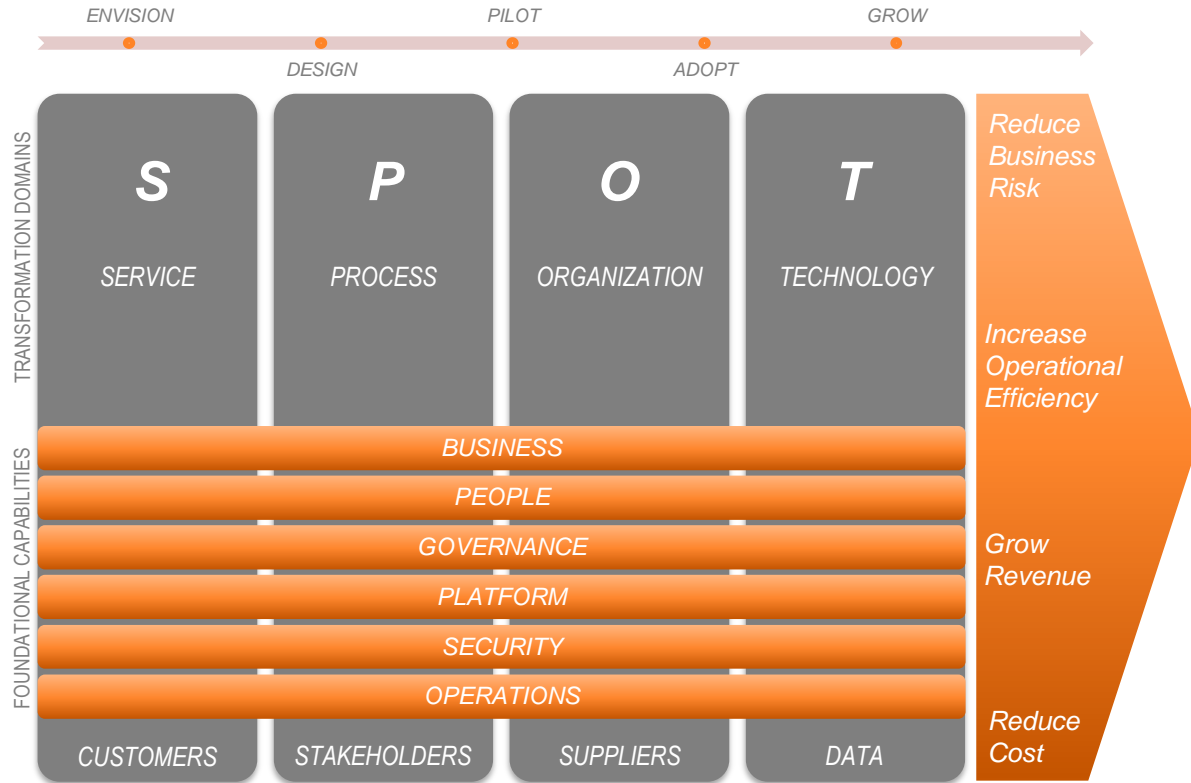 ENVISION
PILOT
GROW
DESIGN
ADOPT
TRANSFORMATION DOMAINS
S
P
O
T
SERVICE
PROCESS
ORGANIZATION
TECHNOLOGY
FOUNDATIONAL CAPABILITIES
BUSINESS
PEOPLE
GOVERNANCE
PLATFORM
SECURITY
OPERATIONS
CUSTOMERS
STAKEHOLDERS
SUPPLIERS
DATA
Reduce
Business
Risk
Increase
Operational
Efficiency
Grow
Revenue
Reduce
Cost